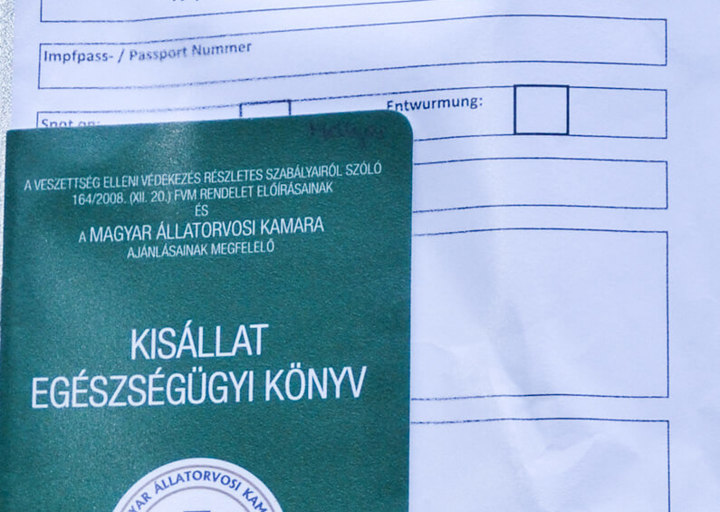 Impfpass- / Passport Nummer
Spot on:
Entwurmung:
A VESZETTSÉG ELLENI VÉDEKEZÉS RÉSZLETES SZABÁLYAIRÓL SZÓLÓ
164/2008. (XII. 20.) FVM RENDELET ELŐÍRÁSAINAK
ÉS
A MAGYAR ÁLLATORVOSI KAMARA
AJÁNLÁSAINAK MEGFELELŐ
KISÁLLAT
EGÉSZSÉGÜGYI KÖNYV
YAR ÁLLATORVOSI KAM